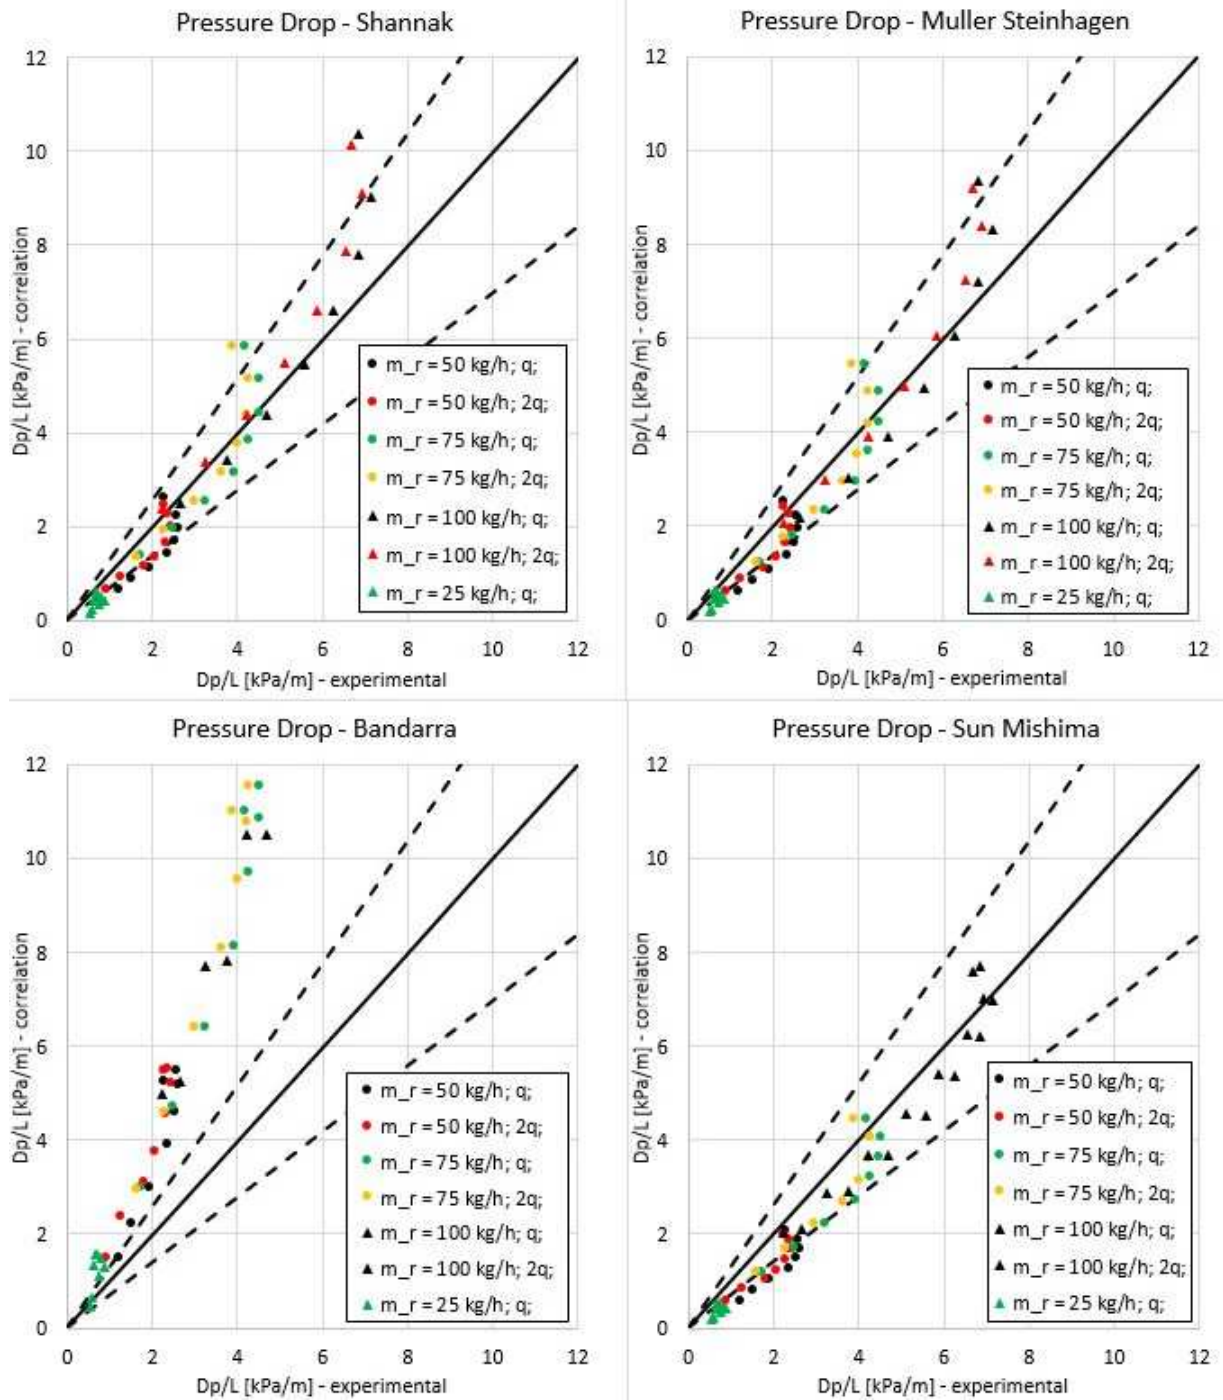 Pressure Drop - Shannak
Dp/L [kPa/m] - correlation
12
10
8
6
4
2
0
m_r = 50 kg/h; q;
m_r = 50 kg/h; 2q;
m_r = 75 kg/h; q;
m_r = 75 kg/h; 2q;
m_r = 100 kg/h; q;
m_r = 100 kg/h; 2q;
m_r = 25 kg/h; q;
0 2 4 6 8 10 12
Dp/L [kPa/m] - experimental
Pressure Drop - Muller Steinhagen
Dp/L [kPa/m] - correlation
12
10
8
6
4
2
0
m_r = 50 kg/h; q;
m_r = 50 kg/h; 2q;
m_r = 75 kg/h; q;
m_r = 75 kg/h; 2q;
m_r = 100 kg/h; q;
m_r = 100 kg/h; 2q;
m_r = 25 kg/h; q;
0 2 4 6 8 10 12
Dp/L [kPa/m] - experimental
Pressure Drop - Bandarra
Dp/L [kPa/m] - correlation
12
10
8
6
4
2
0
m_r = 50 kg/h; q;
m_r = 50 kg/h; 2q;
m_r = 75 kg/h; q;
m_r = 75 kg/h; 2q;
m_r = 100 kg/h; q;
m_r = 100 kg/h; 2q;
m_r = 25 kg/h; q;
0 2 4 6 8 10 12
Dp/L [kPa/m] - experimental
Pressure Drop - Sun Mishima
Dp/L [kPa/m] - correlation
12
10
8
6
4
2
0
m_r = 50 kg/h; q;
m_r = 50 kg/h; 2q;
m_r = 75 kg/h; q;
m_r = 75 kg/h; 2q;
m_r = 100 kg/h; q;
m_r = 100 kg/h; 2q;
m_r = 25 kg/h; q;
0 2 4 6 8 10 12
Dp/L [kPa/m] - experimental